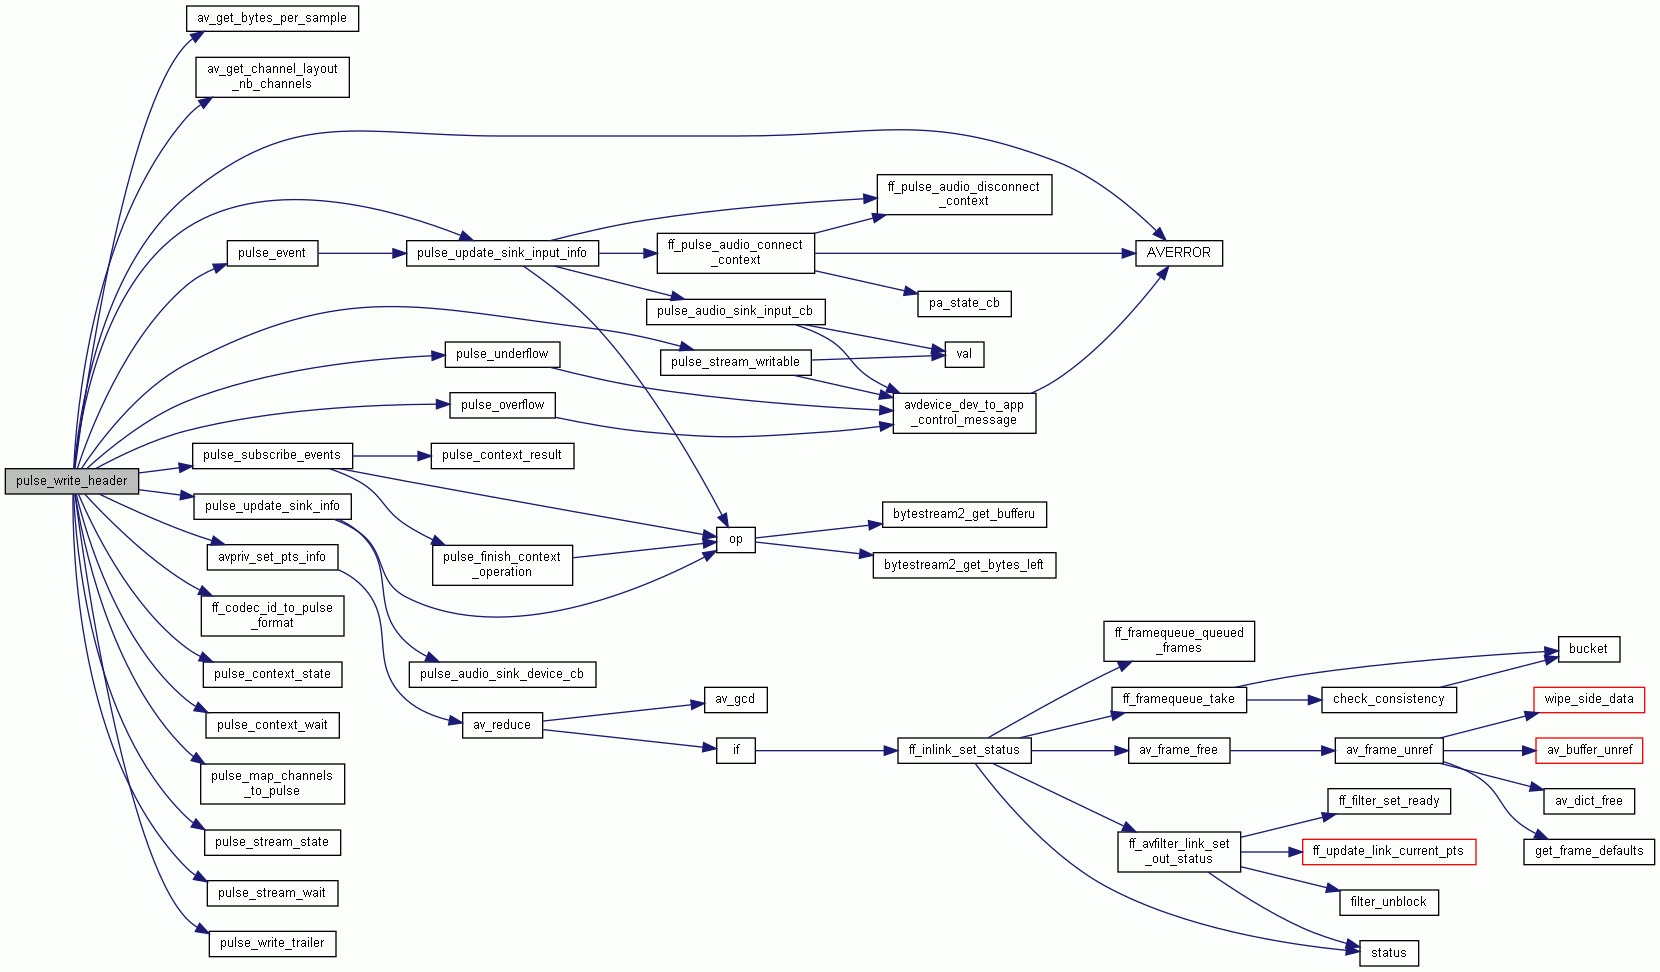 av_get_bytes_per_sample
av_get_channel_layout
_nb_channels
ff_pulse_audio_disconnect
_context
pulse_event
pulse_update_sink_input_info
ff_pulse_audio_connect
_context
AVERROR
pa_state_cb
pulse_audio_sink_input_cb
pulse_underflow
pulse_stream_writable
val
pulse_overflow
avdevice_dev_to_app
_control_message
pulse_subscribe_events
pulse_context_result
pulse_write_header
pulse_update_sink_info
bytestream2_get_bufferu
op
avpriv_set_pts_info
pulse_finish_context
_operation
bytestream2_get_bytes_left
ff_codec_id_to_pulse
_format
ff_framequeue_queued
_frames
bucket
pulse_context_state
pulse_audio_sink_device_cb
av_gcd
ff_framequeue_take
check_consistency
wipe_side_data
pulse_context_wait
av_reduce
if
ff_inlink_set_status
av_frame_free
av_frame_unref
av_buffer_unref
pulse_map_channels
_to_pulse
ff_filter_set_ready
av_dict_free
pulse_stream_state
ff_avfilter_link_set
_out_status
ff_update_link_current_pts
get_frame_defaults
pulse_stream_wait
filter_unblock
pulse_write_trailer
status